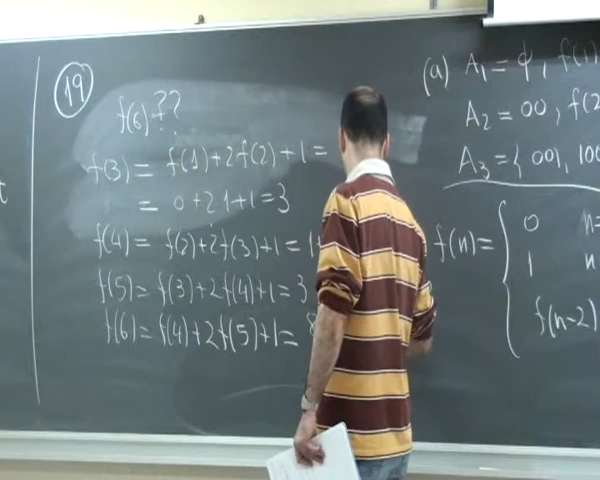 19
f(6)??
f(3) = f(1)+2f(2)+1 =
= 0+2·1+1=3
f(4) = f(2)+2f(3)+1 = 1+
f(5) = f(3)+2f(4)+1 = 3
f(6) = f(4)+2f(5)+1 = 8
t
(a) A₁ = ϕ, f(1)
A₂ = 00, f(2
A₃ = { 001, 100
f(n) = {
0 n=
1 n
f(n-2)